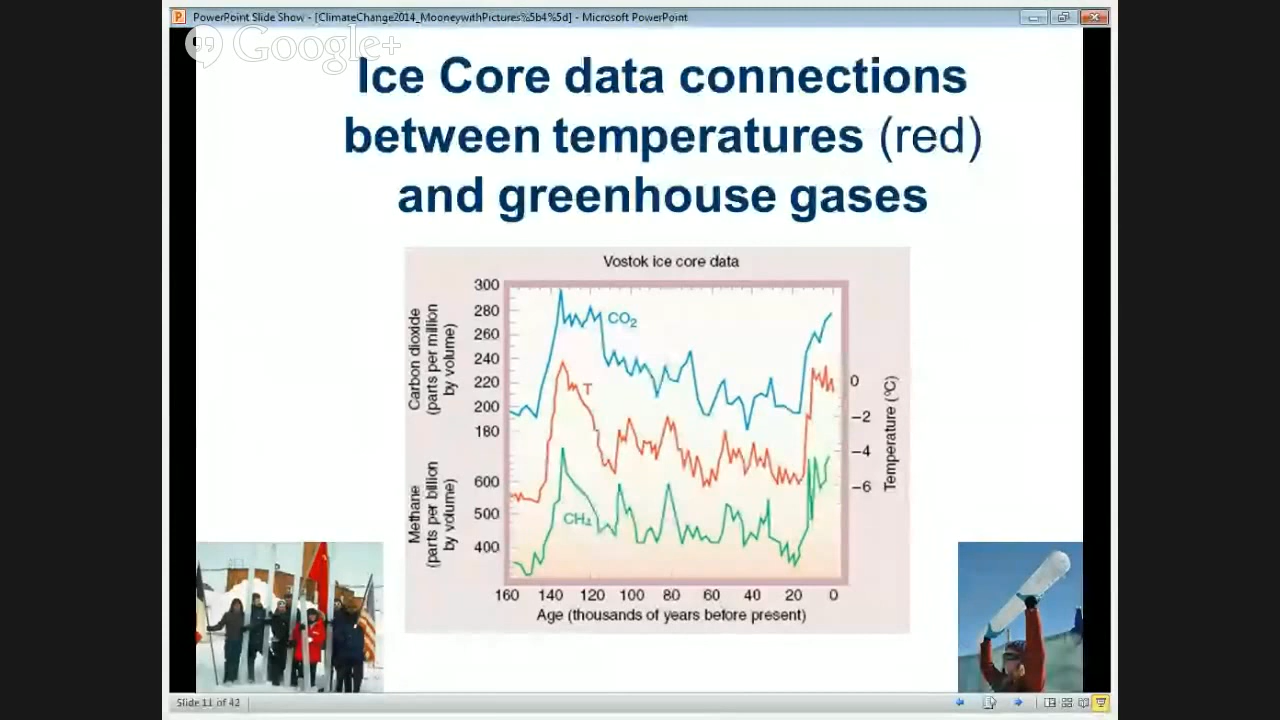 PowerPoint Slide Show - [ClimateChange2014_MooneywithPictures%5b4%5d] - Microsoft PowerPoint
Google+
Ice Core data connections
between temperatures (red)
and greenhouse gases
Vostok ice core data
Carbon dioxide
(parts per million
by volume)
300
280
260
240
220
200
180
CO₂
T
CH₄
Methane
(parts per billion
by volume)
600
500
400
0
−2
−4
−6
Temperature (°C)
160 140 120 100 80 60 40 20 0
Age (thousands of years before present)
Slide 11 of 42